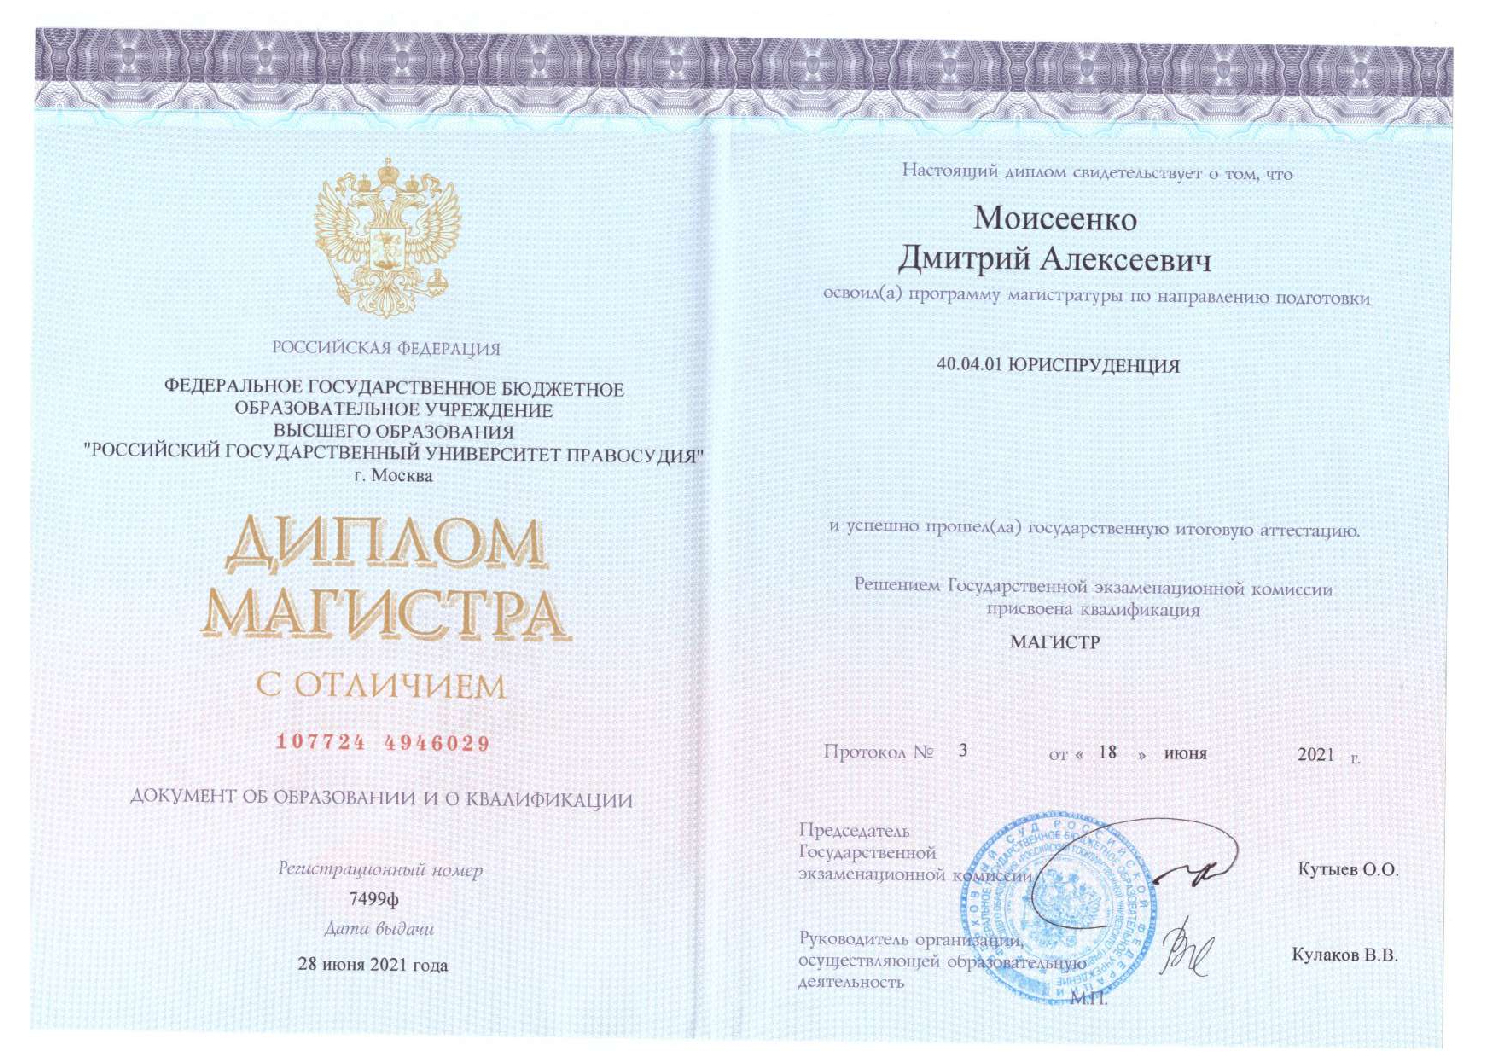 РОССИЙСКАЯ ФЕДЕРАЦИЯ
ФЕДЕРАЛЬНОЕ ГОСУДАРСТВЕННОЕ БЮДЖЕТНОЕ
ОБРАЗОВАТЕЛЬНОЕ УЧРЕЖДЕНИЕ
ВЫСШЕГО ОБРАЗОВАНИЯ
"РОССИЙСКИЙ ГОСУДАРСТВЕННЫЙ УНИВЕРСИТЕТ ПРАВОСУДИЯ"
г. Москва
ДИПЛОМ
МАГИСТРА
С ОТЛИЧИЕМ
107724 4946029
ДОКУМЕНТ ОБ ОБРАЗОВАНИИ И О КВАЛИФИКАЦИИ
Регистрационный номер
7499ф
Дата выдачи
28 июня 2021 года
Настоящий диплом свидетельствует о том, что
Моисеенко
Дмитрий Алексеевич
освоил(а) программу магистратуры по направлению подготовки
40.04.01 ЮРИСПРУДЕНЦИЯ
и успешно прошел(ла) государственную итоговую аттестацию.
Решением Государственной экзаменационной комиссии
присвоена квалификация
МАГИСТР
Протокол № 3 от « 18 » июня 2021 г.
Председатель
Государственной
экзаменационной комиссии
Кутыев О.О.
Руководитель организации,
осуществляющей образовательную
деятельность
Кулаков В.В.
М.П.